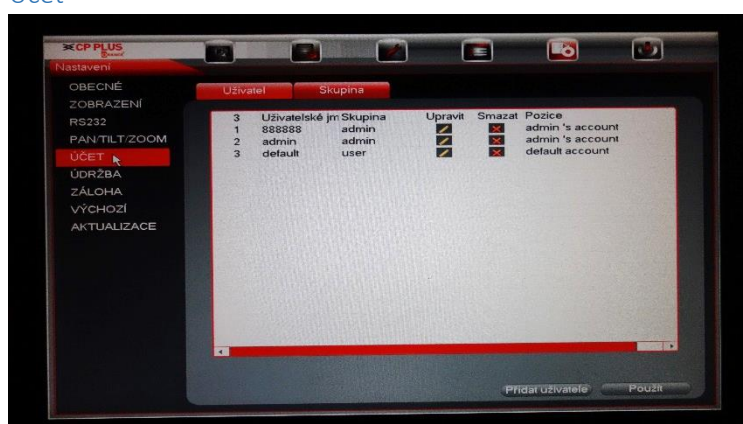 Účet
CP PLUS
Nastavení
OBECNÉ
ZOBRAZENÍ
RS232
PAN/TILT/ZOOM
ÚČET
ÚDRŽBA
ZÁLOHA
VÝCHOZÍ
AKTUALIZACE
Uživatel Skupina
3 Uživatelské jm Skupina Upravit Smazat Pozice
1 888888 admin admin 's account
2 admin admin admin 's account
3 default user default account
Přidat uživatele Použít